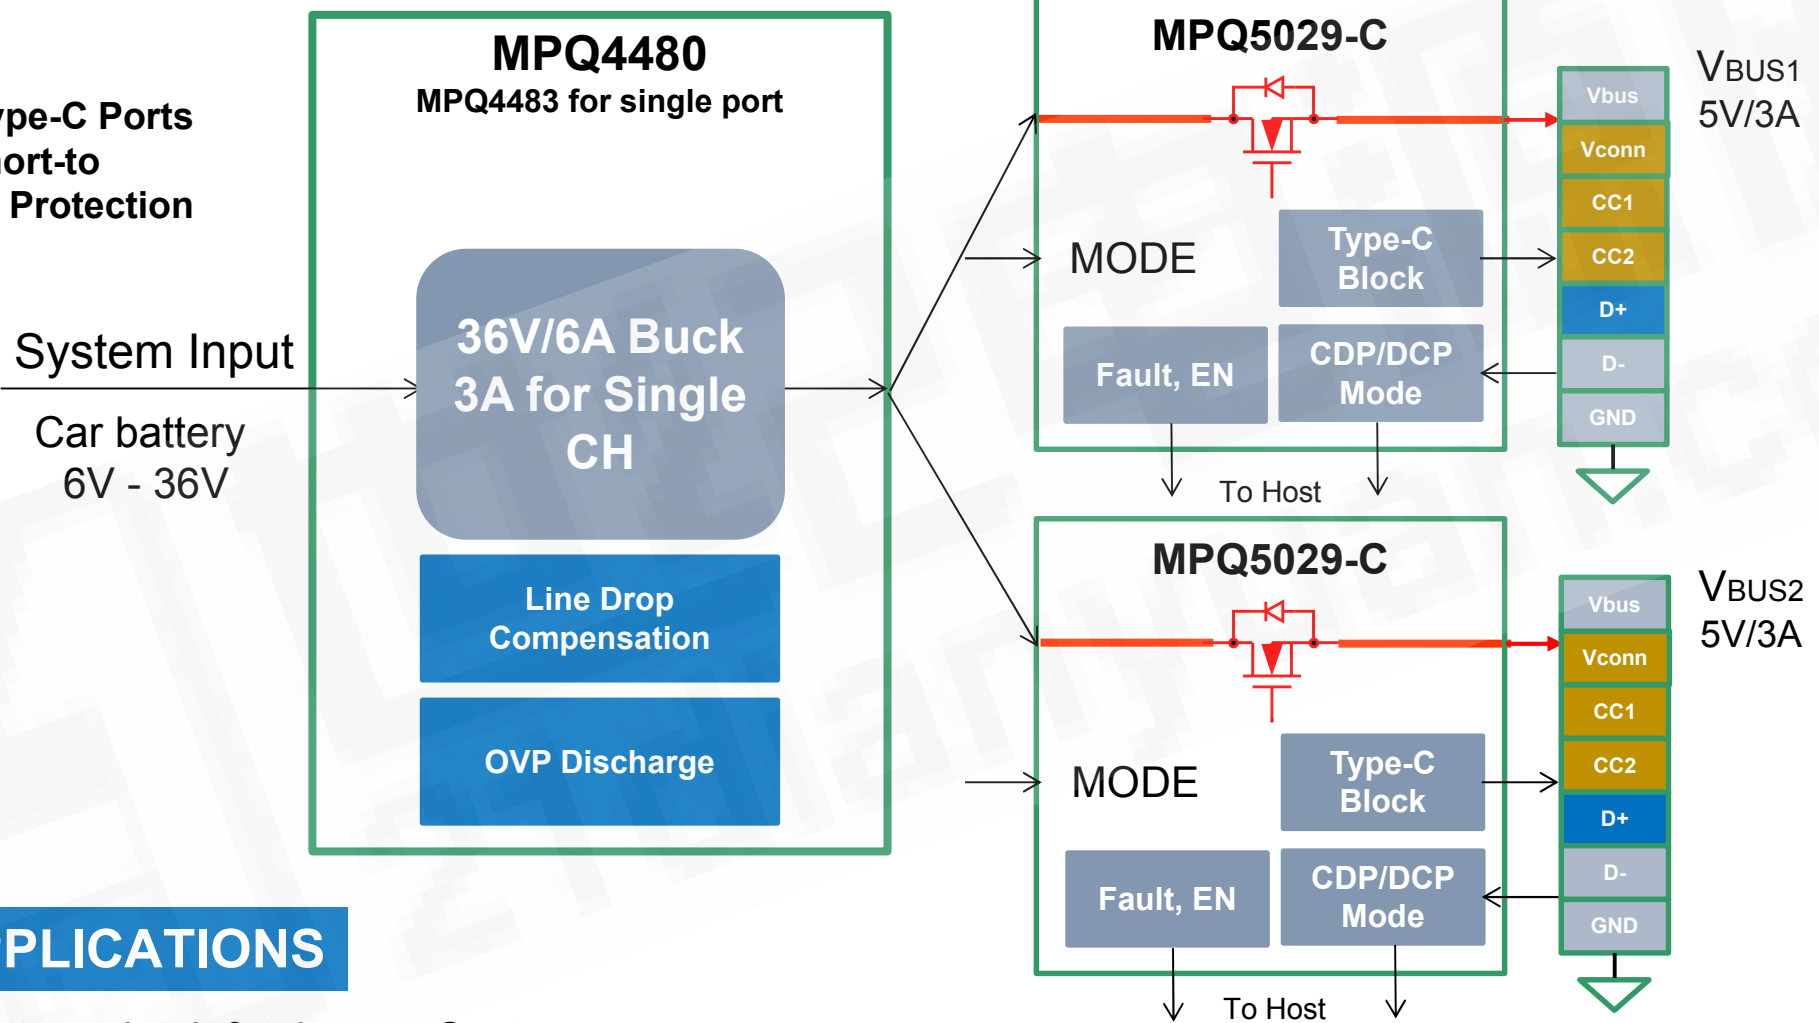 MPQ4480
MPQ4483 for single port
ype-C Ports
ort-to
Protection
System Input
Car battery
6V - 36V
36V/6A Buck
3A for Single
CH
Line Drop
Compensation
OVP Discharge
PPLICATIONS
MPQ5029-C
MODE
Type-C
Block
Fault, EN
CDP/DCP
Mode
To Host
Vbus
Vconn
CC1
CC2
D+
D-
GND
VBUS1
5V/3A
MPQ5029-C
MODE
Type-C
Block
Fault, EN
CDP/DCP
Mode
To Host
Vbus
Vconn
CC1
CC2
D+
D-
GND
VBUS2
5V/3A